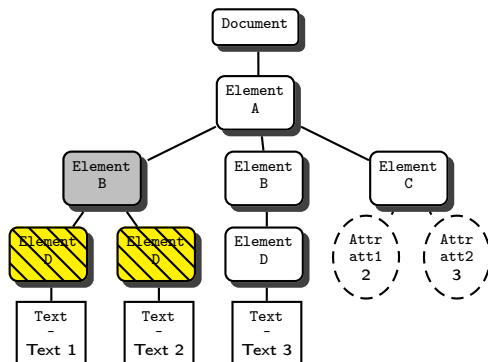 Document
Element
A
Element
B
Element
B
Element
C
Element
D
Element
D
Element
D
Attr
att1
2
Attr
att2
3
Text
-
Text 1
Text
-
Text 2
Text
-
Text 3